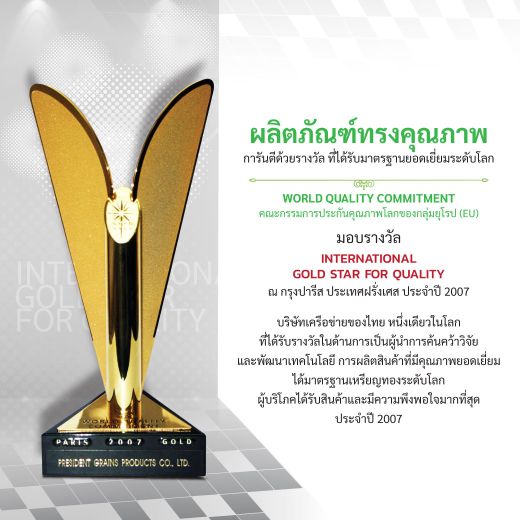 ผลิตภัณฑ์ทรงคุณภาพ
การันตีด้วยรางวัล ที่ได้รับมาตรฐานยอดเยี่ยมระดับโลก
WORLD QUALITY COMMITMENT
คณะกรรมการประกันคุณภาพโลกของกลุ่มยุโรป (EU)
มอบรางวัล
INTERNATIONAL
GOLD STAR FOR QUALITY
ณ กรุงปารีส ประเทศฝรั่งเศส ประจำปี 2007
บริษัทเครือข่ายของไทย หนึ่งเดียวในโลก
ที่ได้รับรางวัลในด้านการเป็นผู้นำการค้นคว้าวิจัย
และพัฒนาเทคโนโลยี การผลิตสินค้าที่มีคุณภาพยอดเยี่ยม
ได้มาตรฐานเหรียญทองระดับโลก
ผู้บริโภคได้รับสินค้าและมีความพึงพอใจมากที่สุด
ประจำปี 2007
INTERNATIONAL
GOLD
FOR QUALITY
WORLD QUALITY
COMMITMENT
PARIS 2007 GOLD
PRESIDENT GRAINS PRODUCTS CO., LTD.